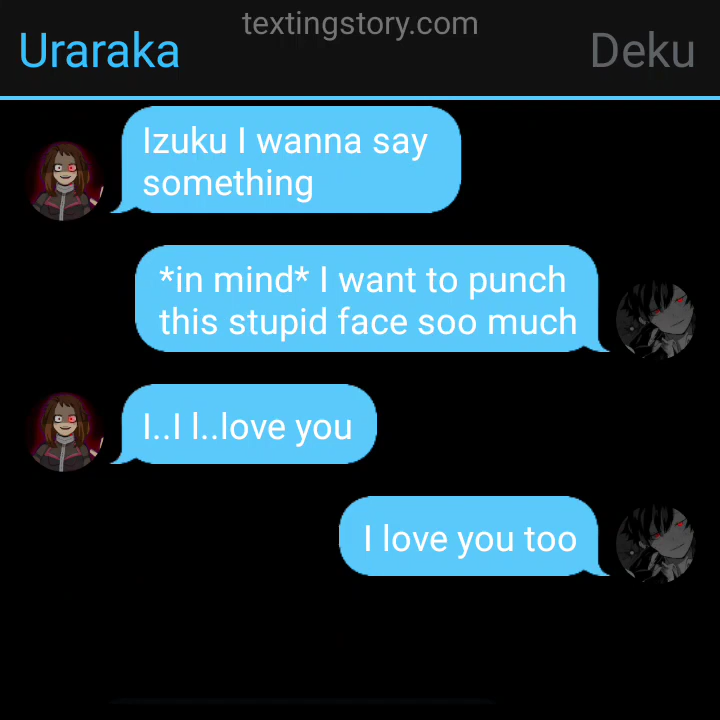 textingstory.com
Uraraka
Deku
Izuku I wanna say
something
*in mind* I want to punch
this stupid face soo much
I..I l..love you
I love you too